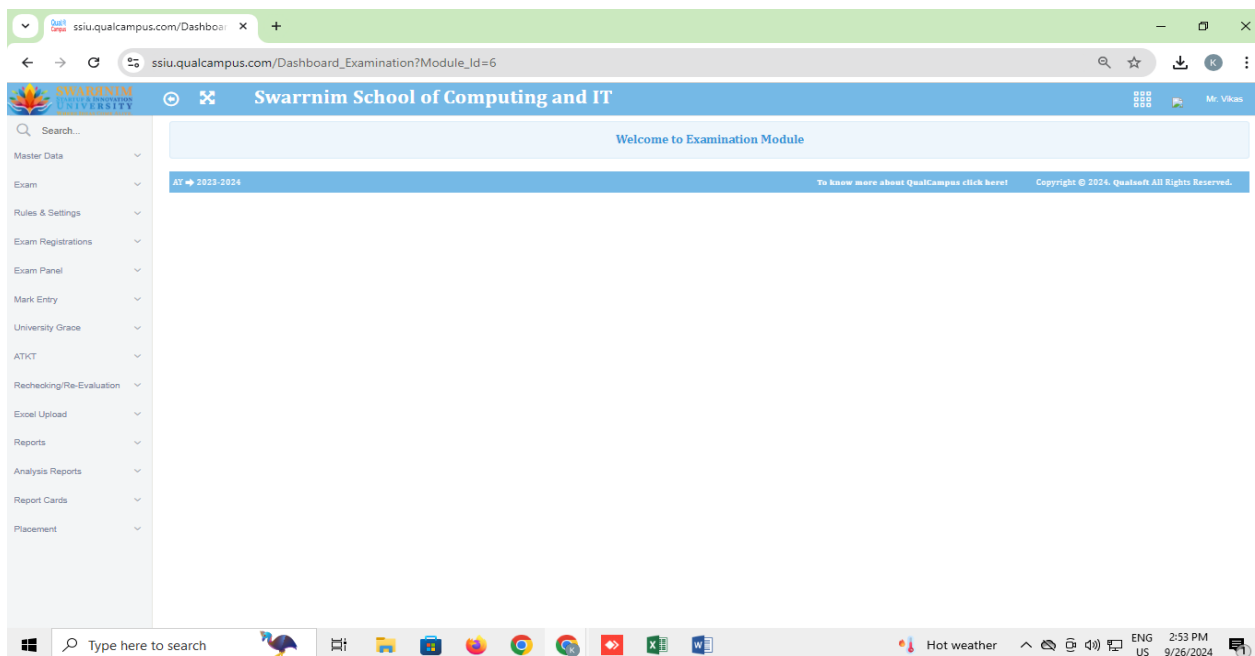 ssiu.qualcampus.com/Dashboar
ssiu.qualcampus.com/Dashboard_Examination?Module_Id=6
K
SWARRNIM
STARTUP & INNOVATION
UNIVERSITY
Swarrnim School of Computing and IT
Mr. Vikas
Search...
Welcome to Examination Module
Master Data
AY 2023-2024
To know more about QualCampus click here!
Copyright © 2024. Qualsoft All Rights Reserved.
Exam
Rules & Settings
Exam Registrations
Exam Panel
Mark Entry
University Grace
ATKT
Rechecking/Re-Evaluation
Excel Upload
Reports
Analysis Reports
Report Cards
Placement
Type here to search
Hot weather
ENG
US
2:53 PM
9/26/2024